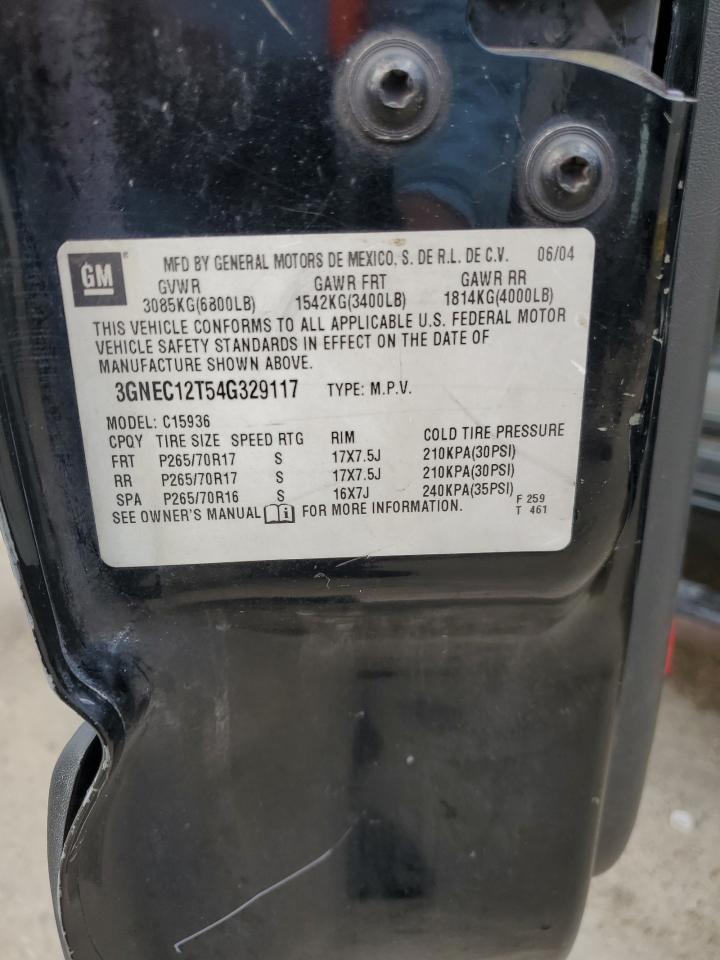 GM
MFD BY GENERAL MOTORS DE MEXICO, S. DE R.L. DE C.V. 06/04
GVWR GAWR FRT GAWR RR
3085KG(6800LB) 1542KG(3400LB) 1814KG(4000LB)
THIS VEHICLE CONFORMS TO ALL APPLICABLE U.S. FEDERAL MOTOR
VEHICLE SAFETY STANDARDS IN EFFECT ON THE DATE OF
MANUFACTURE SHOWN ABOVE.
3GNEC12T54G329117 TYPE: M.P.V.
MODEL: C15936
CPQY TIRE SIZE SPEED RTG RIM COLD TIRE PRESSURE
FRT P265/70R17 S 17X7.5J 210KPA(30PSI)
RR P265/70R17 S 17X7.5J 210KPA(30PSI)
SPA P265/70R16 S 16X7J 240KPA(35PSI) F 259
SEE OWNER'S MANUAL i FOR MORE INFORMATION. T 461